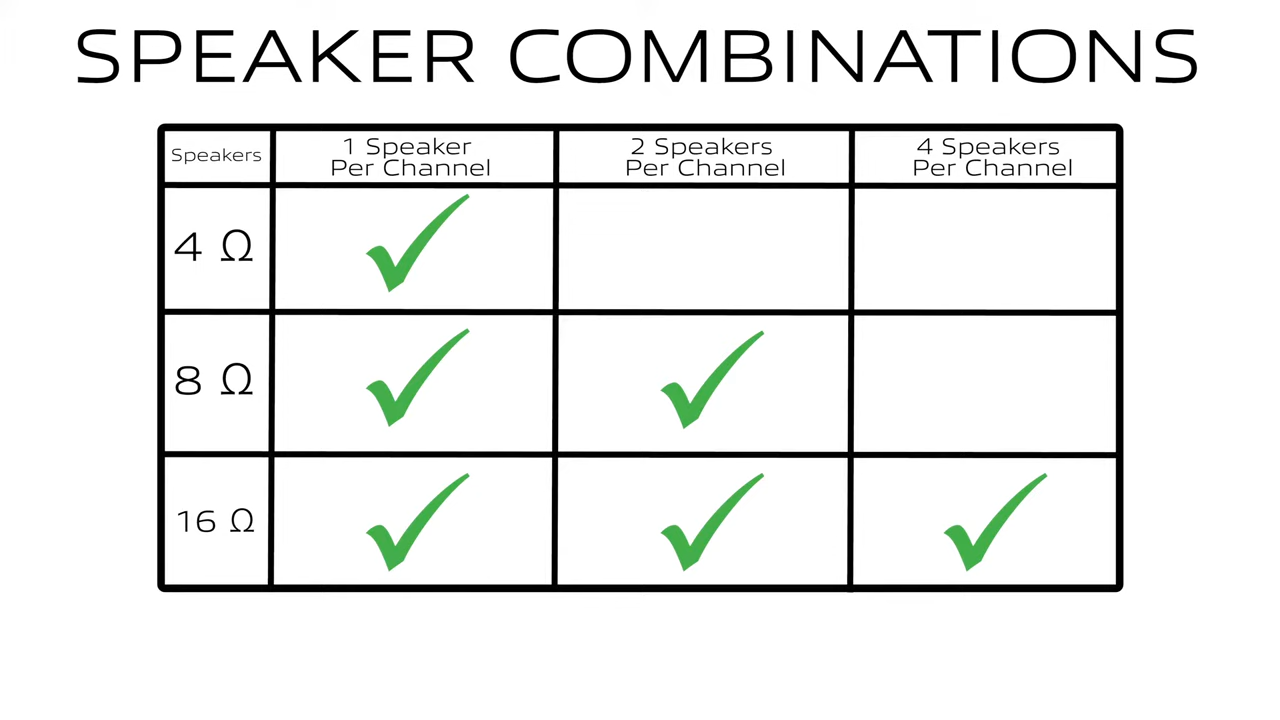 SPEAKER COMBINATIONS
Speakers
1 Speaker
Per Channel
2 Speakers
Per Channel
4 Speakers
Per Channel
4 Ω
8 Ω
16 Ω